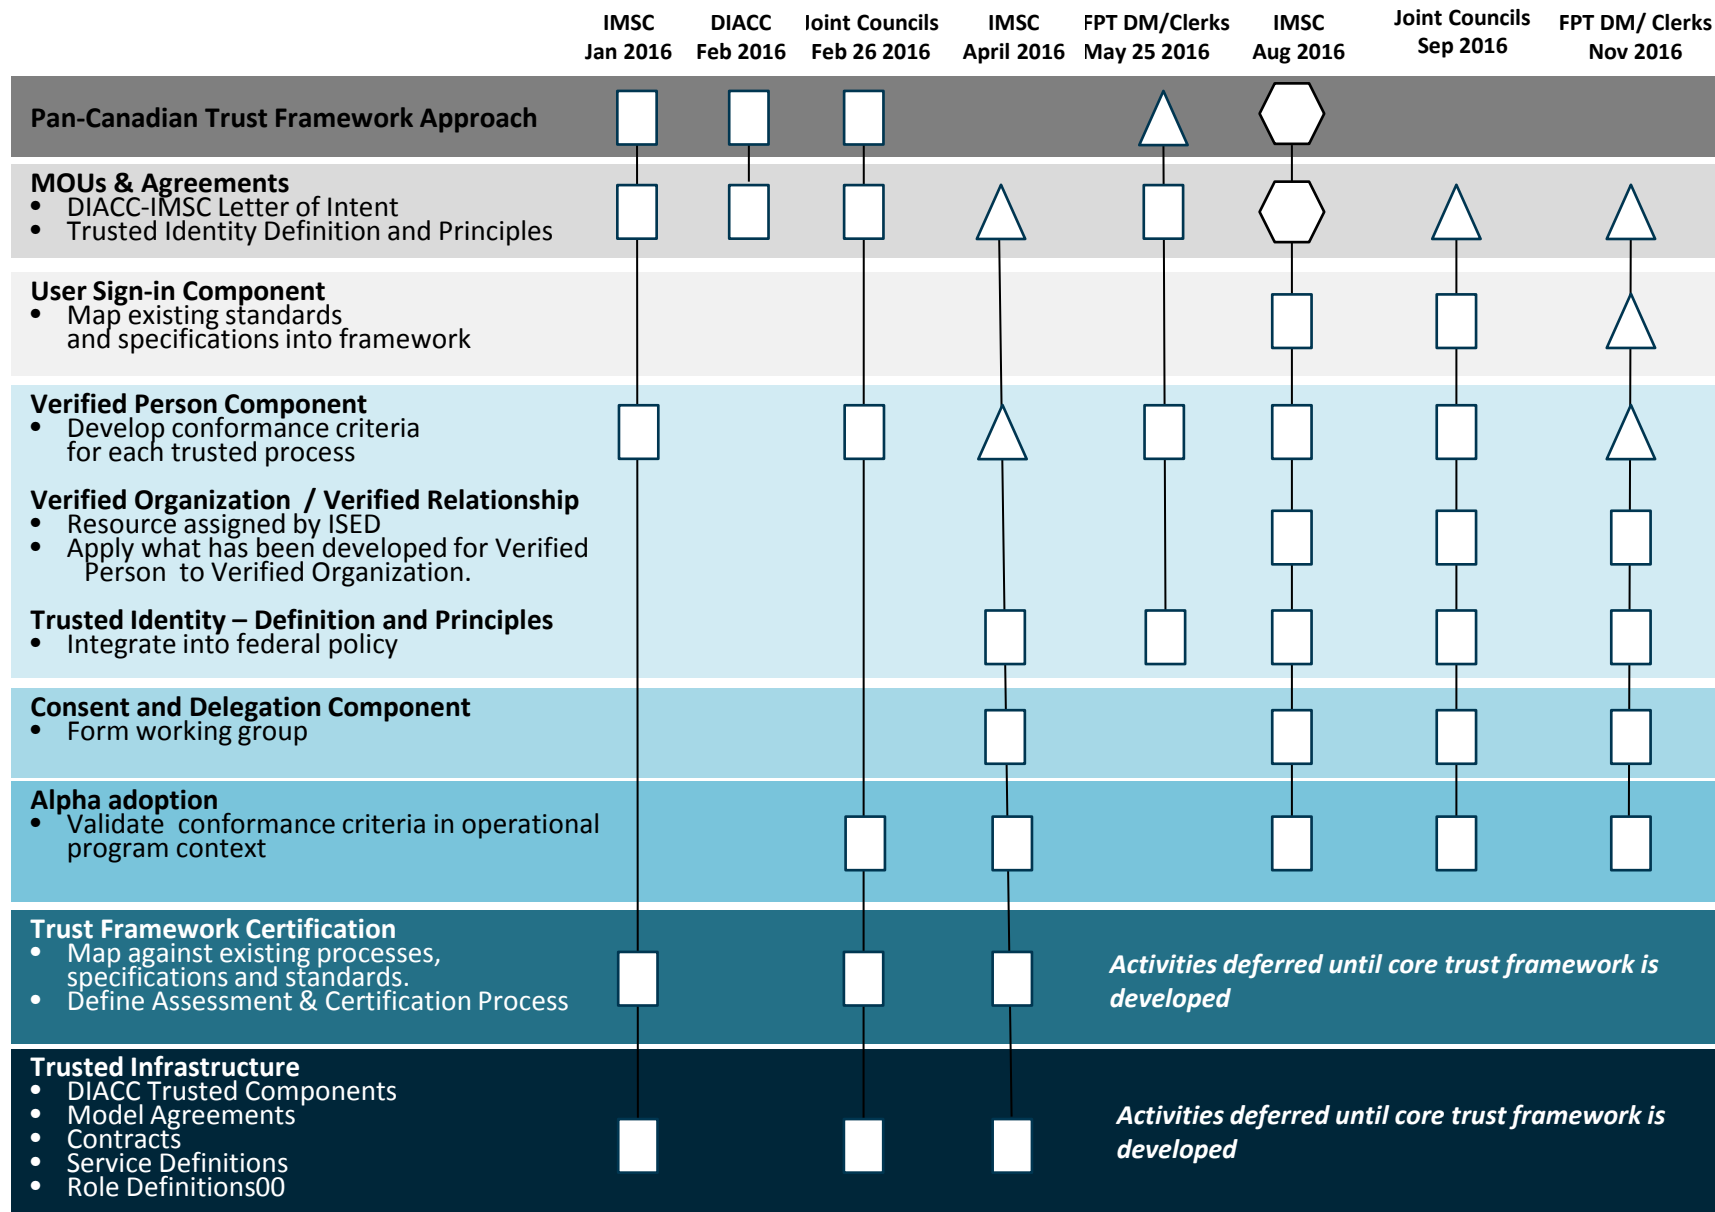 IMSC
Jan 2016
DIACC
Feb 2016
Joint Councils
Feb 26 2016
IMSC
April 2016
FPT DM/Clerks
May 25 2016
IMSC
Aug 2016
Joint Councils
Sep 2016
FPT DM/ Clerks
Nov 2016
Pan-Canadian Trust Framework Approach
MOUs & Agreements
• DIACC-IMSC Letter of Intent
• Trusted Identity Definition and Principles
User Sign-in Component
• Map existing standards
and specifications into framework
Verified Person Component
• Develop conformance criteria
for each trusted process
Verified Organization / Verified Relationship
• Resource assigned by ISED
• Apply what has been developed for Verified
Person to Verified Organization.
Trusted Identity – Definition and Principles
• Integrate into federal policy
Consent and Delegation Component
• Form working group
Alpha adoption
• Validate conformance criteria in operational
program context
Trust Framework Certification
• Map against existing processes,
specifications and standards.
• Define Assessment & Certification Process
Activities deferred until core trust framework is
developed
Trusted Infrastructure
• DIACC Trusted Components
• Model Agreements
• Contracts
• Service Definitions
• Role Definitions00
Activities deferred until core trust framework is
developed